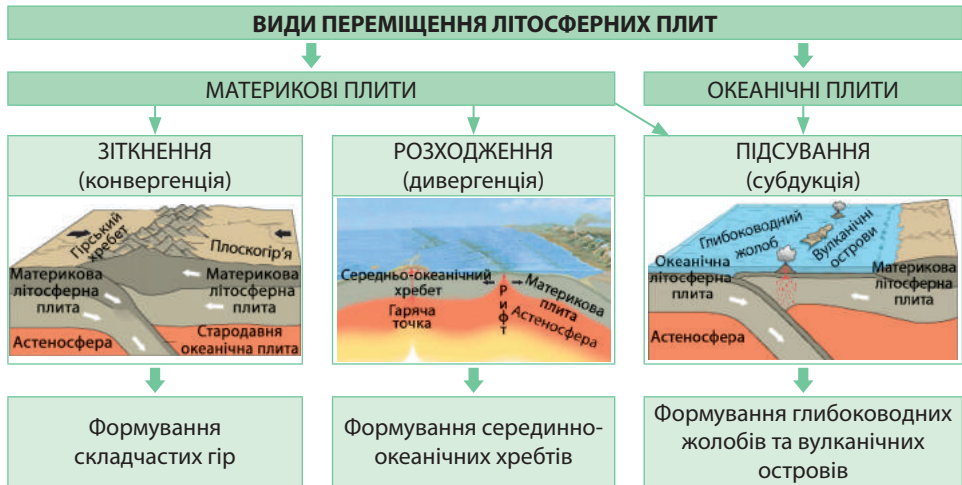 ВИДИ ПЕРЕМІЩЕННЯ ЛІТОСФЕРНИХ ПЛИТ
МАТЕРИКОВІ ПЛИТИ
ОКЕАНІЧНІ ПЛИТИ
ЗІТКНЕННЯ
(конвергенція)
Гірський
хребет
Плоскогір'я
Материкова
літосферна
плита
Материкова
літосферна
плита
Астеносфера
Стародавня
океанічна плита
Формування
складчастих гір
РОЗХОДЖЕННЯ
(дивергенція)
Середньо-океанічний
хребет
Рифт
Материкова
плита
Гаряча
точка
Астеносфера
Формування серединно-
океанічних хребтів
ПІДСУВАННЯ
(субдукція)
Глибоководний
жолоб
Вулканічні
острови
Океанічна
літосферна
плита
Материкова
літосферна
плита
Астеносфера
Формування глибоководних
жолобів та вулканічних
островів